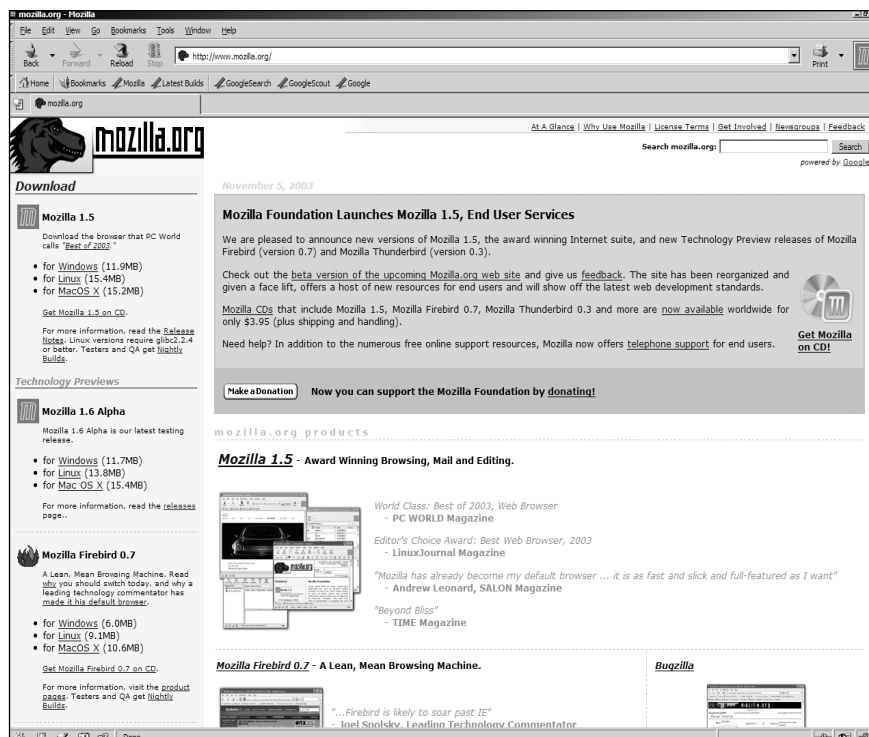 mozilla.org - Mozilla
File Edit View Go Bookmarks Tools Window Help
Back Forward Reload Stop http://www.mozilla.org/ Print
Home Bookmarks Mozilla Latest Builds GoogleSearch GoogleScout Google
mozilla.org
mozilla.org
At A Glance | Why Use Mozilla | License Terms | Get Involved | Newsgroups | Feedback
Search mozilla.org: Search
powered by Google
Download
Mozilla 1.5
Download the browser that PC World
calls "Best of 2003."
• for Windows (11.9MB)
• for Linux (15.4MB)
• for MacOS X (15.2MB)
Get Mozilla 1.5 on CD.
For more information, read the Release
Notes. Linux versions require glibc2.2.4
or better. Testers and QA get Nightly
Builds.
Technology Previews
Mozilla 1.6 Alpha
Mozilla 1.6 Alpha is our latest testing
release.
• for Windows (11.7MB)
• for Linux (13.8MB)
• for Mac OS X (15.4MB)
For more information, read the releases
page..
Mozilla Firebird 0.7
A Lean, Mean Browsing Machine. Read
why you should switch today, and why a
leading technology commentator has
made it his default browser.
• for Windows (6.0MB)
• for Linux (9.1MB)
• for MacOS X (10.6MB)
Get Mozilla Firebird 0.7 on CD.
For more information, visit the product
pages. Testers and QA get Nightly
Builds.
November 5, 2003
Mozilla Foundation Launches Mozilla 1.5, End User Services
We are pleased to announce new versions of Mozilla 1.5, the award winning Internet suite, and new Technology Preview releases of Mozilla
Firebird (version 0.7) and Mozilla Thunderbird (version 0.3).
Check out the beta version of the upcoming Mozilla.org web site and give us feedback. The site has been reorganized and
given a face lift, offers a host of new resources for end users and will show off the latest web development standards.
Mozilla CDs that include Mozilla 1.5, Mozilla Firebird 0.7, Mozilla Thunderbird 0.3 and more are now available worldwide for
only $3.95 (plus shipping and handling).
Need help? In addition to the numerous free online support resources, Mozilla now offers telephone support for end users.
Get Mozilla
on CD!
Make a Donation Now you can support the Mozilla Foundation by donating!
mozilla.org products
Mozilla 1.5 - Award Winning Browsing, Mail and Editing.
World Class: Best of 2003, Web Browser
- PC WORLD Magazine
Editor's Choice Award: Best Web Browser, 2003
- LinuxJournal Magazine
"Mozilla has already become my default browser ... it is as fast and slick and full-featured as I want"
- Andrew Leonard, SALON Magazine
"Beyond Bliss"
- TIME Magazine
Mozilla Firebird 0.7 - A Lean, Mean Browsing Machine.
"...Firebird is likely to soar past IE"
- Joel Spolsky, Leading Technology Commentator
Bugzilla
Done